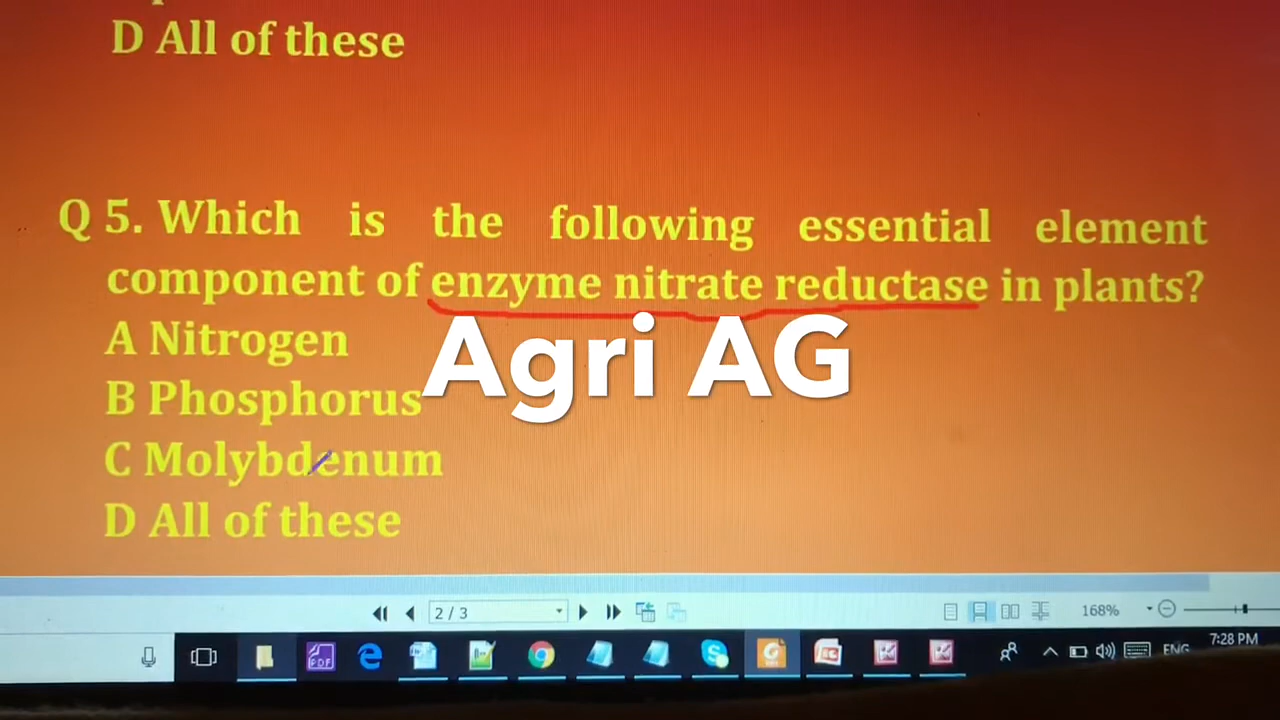 D All of these
Q 5. Which is the following essential element
component of enzyme nitrate reductase in plants?
A Nitrogen
Agri AG
B Phosphorus
C Molybdenum
D All of these
2 / 3
168%
PDF
ENG
7:28 PM